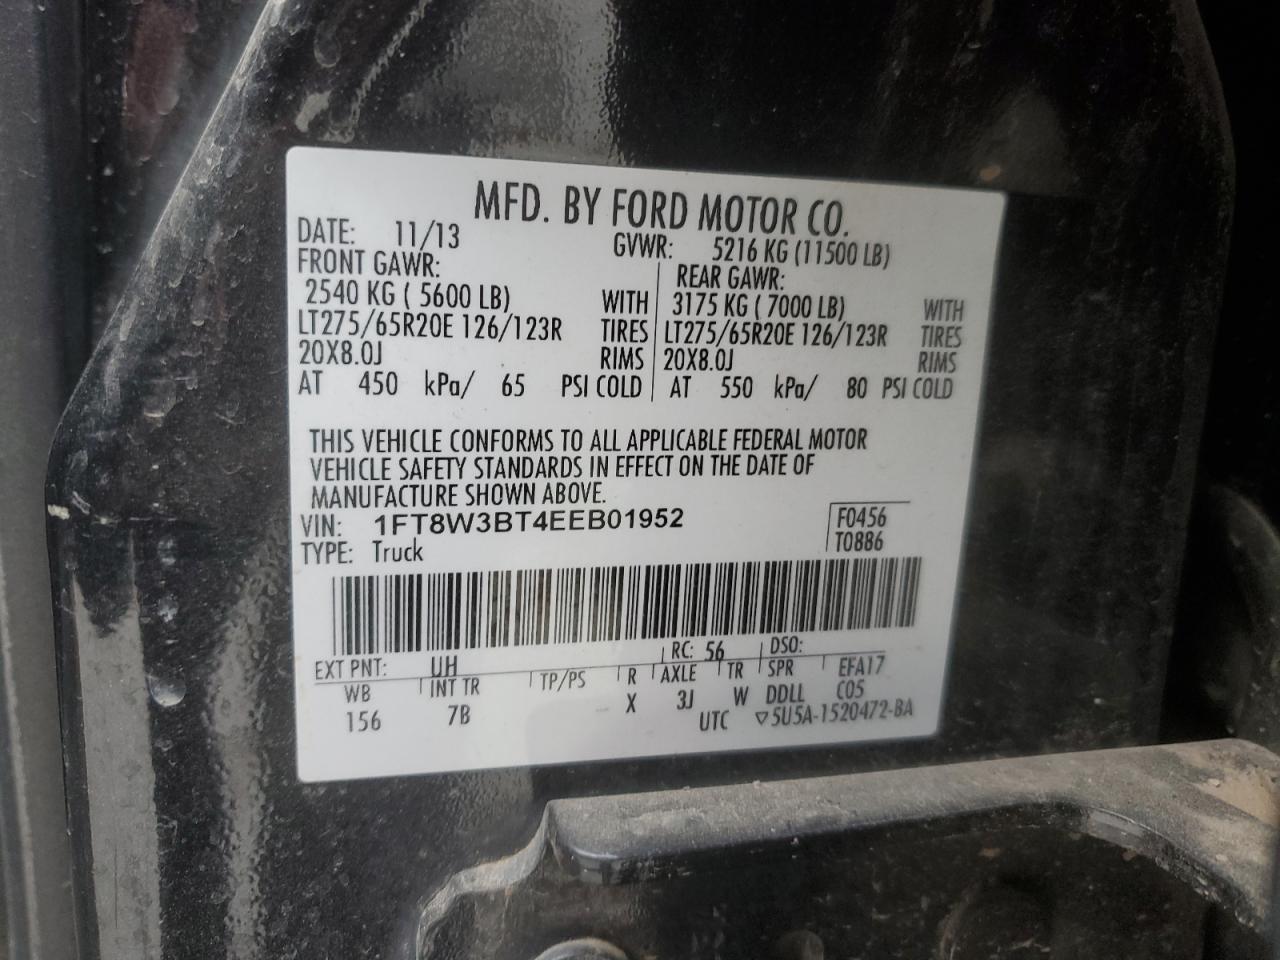 MFD. BY FORD MOTOR CO.
DATE: 11/13 GVWR: 5216 KG (11500 LB)
FRONT GAWR: REAR GAWR:
2540 KG ( 5600 LB) WITH 3175 KG ( 7000 LB) WITH
LT275/65R20E 126/123R TIRES LT275/65R20E 126/123R TIRES
20X8.0J RIMS 20X8.0J RIMS
AT 450 kPa/ 65 PSI COLD AT 550 kPa/ 80 PSI COLD
THIS VEHICLE CONFORMS TO ALL APPLICABLE FEDERAL MOTOR
VEHICLE SAFETY STANDARDS IN EFFECT ON THE DATE OF
MANUFACTURE SHOWN ABOVE.
VIN: 1FT8W3BT4EEB01952 F0456
TYPE: Truck T0886
EXT PNT: UH RC: 56 DSO:
WB INT TR TP/PS R AXLE TR SPR EFA17
156 7B X 3J W DDLL C05
UTC ▽5U5A-1520472-BA